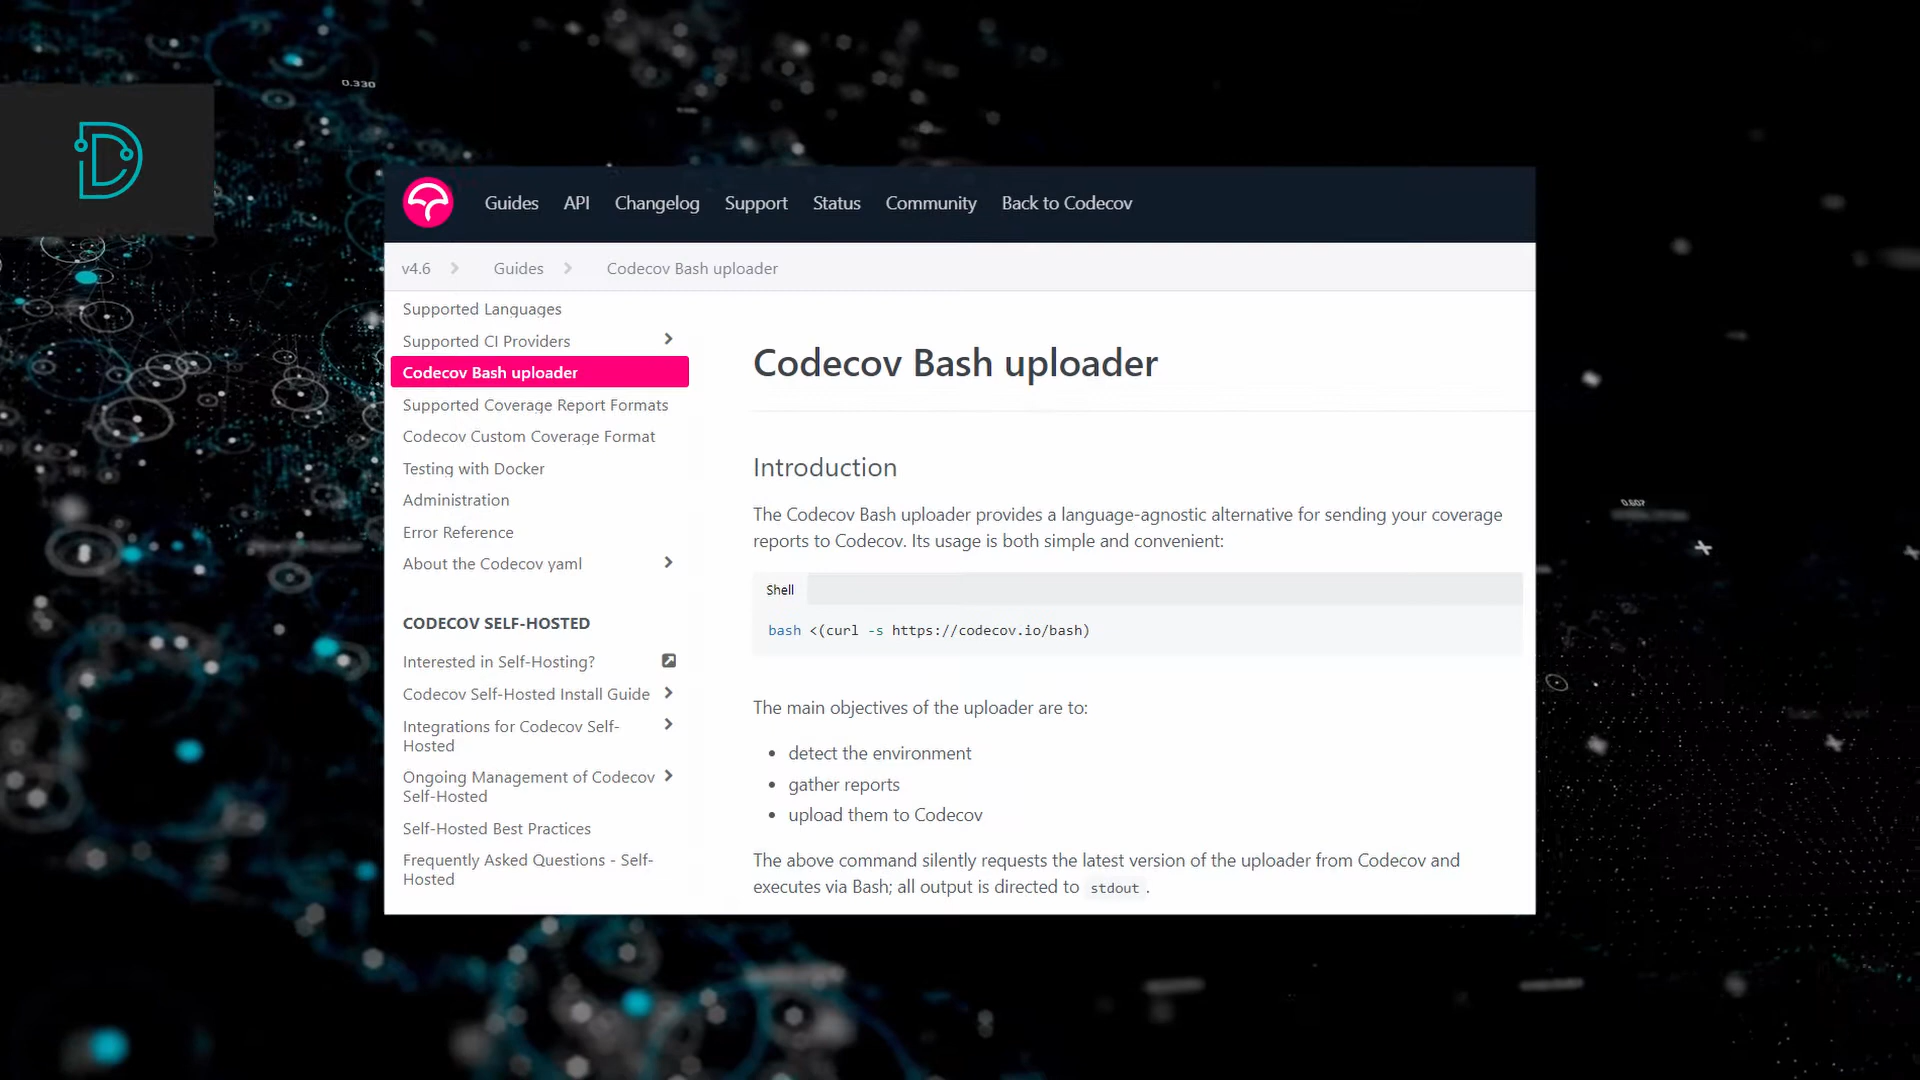 0.330
Guides API Changelog Support Status Community Back to Codecov
v4.6 Guides Codecov Bash uploader
Supported Languages
Supported CI Providers
Codecov Bash uploader
Supported Coverage Report Formats
Codecov Custom Coverage Format
Testing with Docker
Administration
Error Reference
About the Codecov yaml
CODECOV SELF-HOSTED
Interested in Self-Hosting?
Codecov Self-Hosted Install Guide
Integrations for Codecov Self-
Hosted
Ongoing Management of Codecov
Self-Hosted
Self-Hosted Best Practices
Frequently Asked Questions - Self-
Hosted
Codecov Bash uploader
Introduction
The Codecov Bash uploader provides a language-agnostic alternative for sending your coverage
reports to Codecov. Its usage is both simple and convenient:
Shell
bash <(curl -s https://codecov.io/bash)
The main objectives of the uploader are to:
• detect the environment
• gather reports
• upload them to Codecov
The above command silently requests the latest version of the uploader from Codecov and
executes via Bash; all output is directed to stdout.